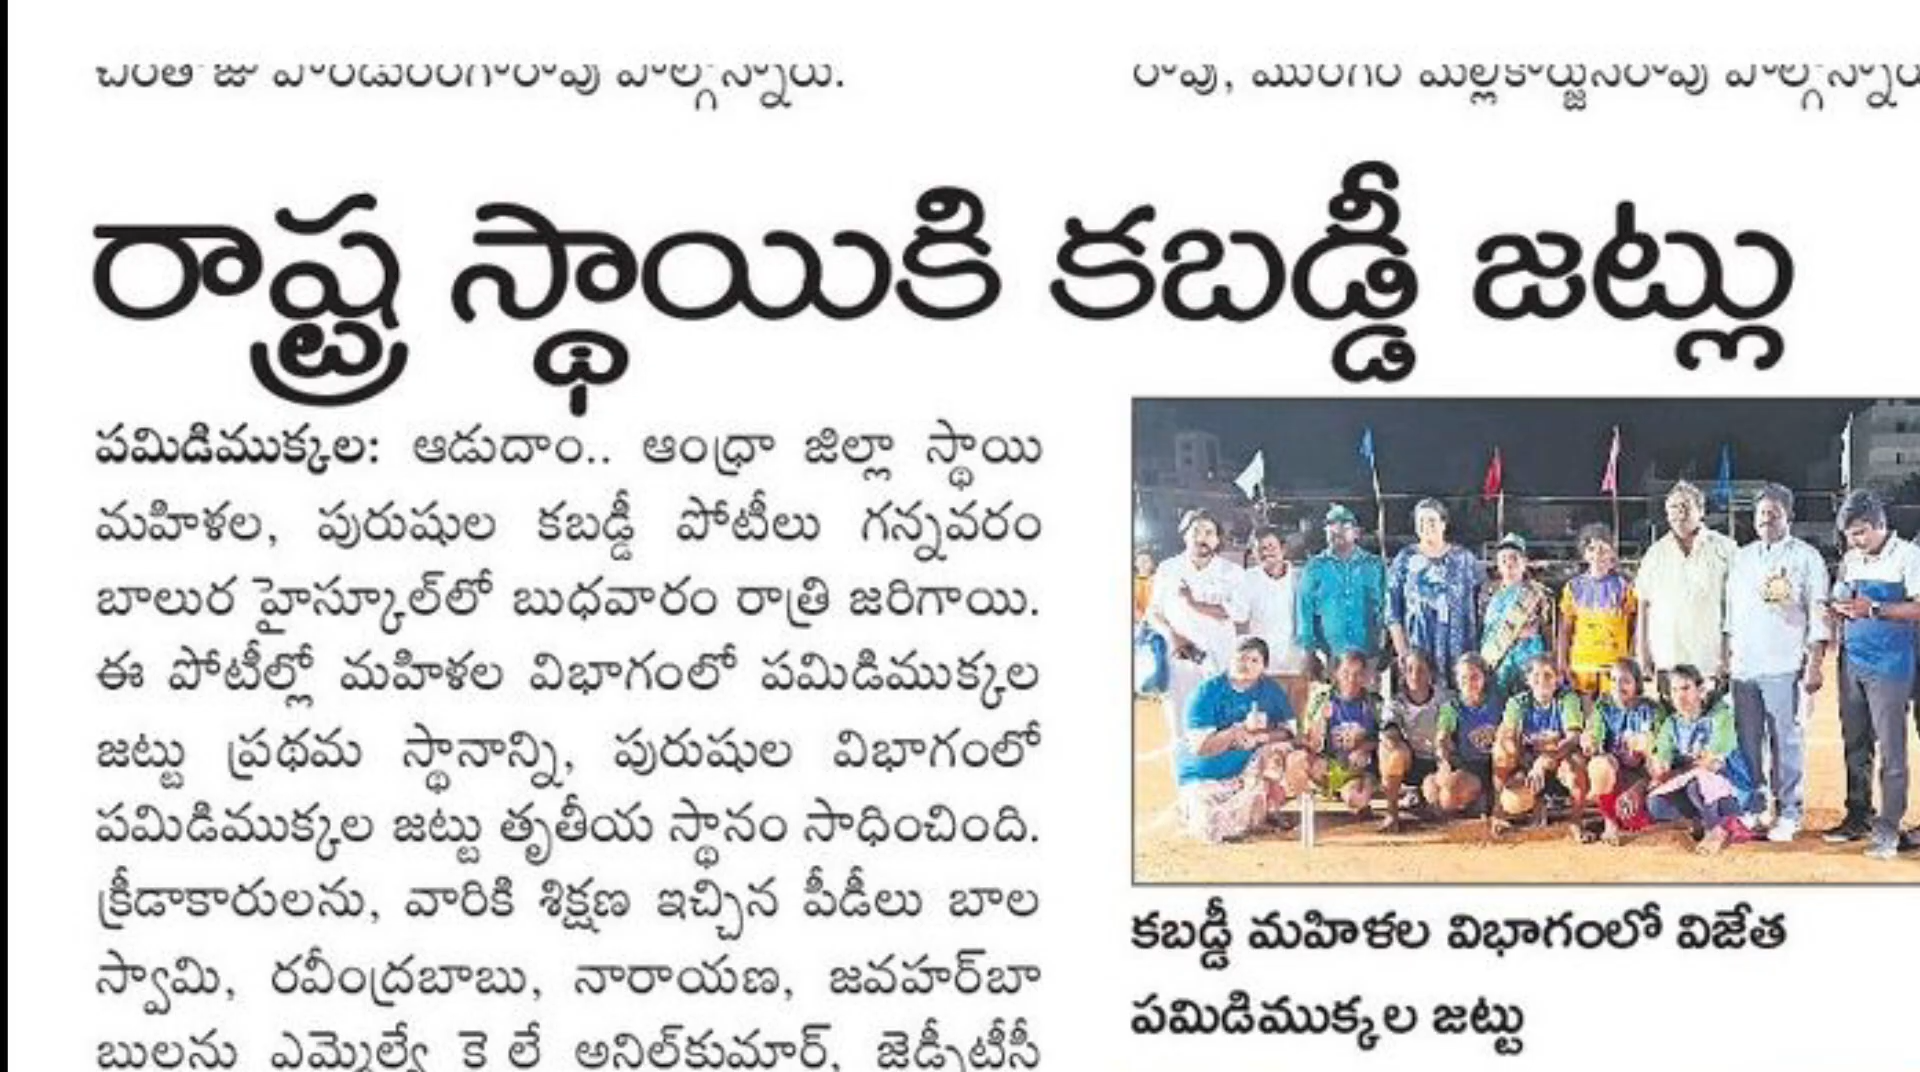 రాష్ట్ర స్థాయికి కబడ్డీ జట్లు
పమిడిముక్కల: ఆడుదాం.. ఆంధ్రా జిల్లా స్థాయి
మహిళల, పురుషుల కబడ్డీ పోటీలు గన్నవరం
బాలుర హైస్కూల్‌లో బుధవారం రాత్రి జరిగాయి.
ఈ పోటీల్లో మహిళల విభాగంలో పమిడిముక్కల
జట్టు ప్రథమ స్థానాన్ని, పురుషుల విభాగంలో
పమిడిముక్కల జట్టు తృతీయ స్థానం సాధించింది.
క్రీడాకారులను, వారికి శిక్షణ ఇచ్చిన పీడీలు బాల
స్వామి, రవీంద్రబాబు, నారాయణ, జవహర్‌బా
బులను ఎమ్మెల్యే కైలే అనిల్‌కుమార్, జెడ్పీటీసీ
కబడ్డీ మహిళల విభాగంలో విజేత
పమిడిముక్కల జట్టు